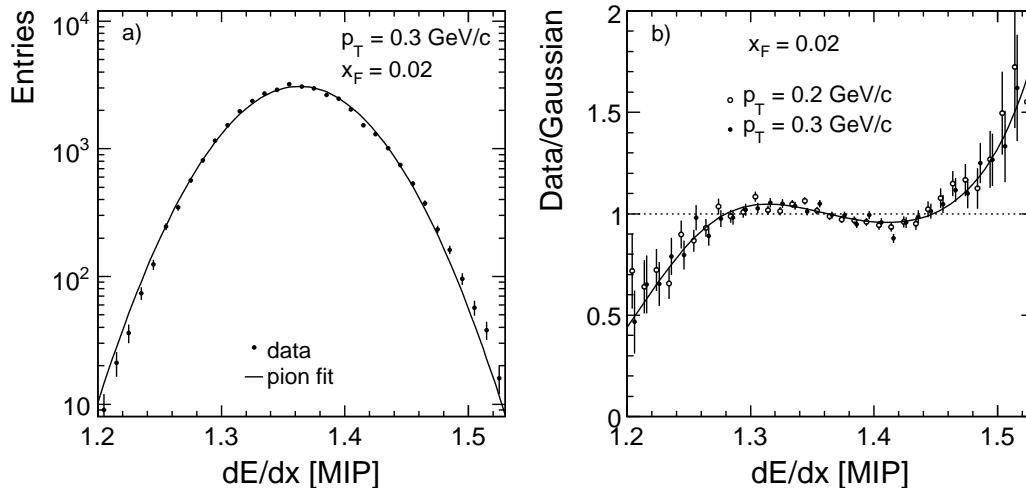 Entries
10^4
10^3
10^2
10
a)
p_T = 0.3 GeV/c
x_F = 0.02
data
pion fit
1.2
1.3
1.4
1.5
dE/dx [MIP]
Data/Gaussian
2
1.5
1
0.5
0
b)
x_F = 0.02
p_T = 0.2 GeV/c
p_T = 0.3 GeV/c
1.2
1.3
1.4
1.5
dE/dx [MIP]